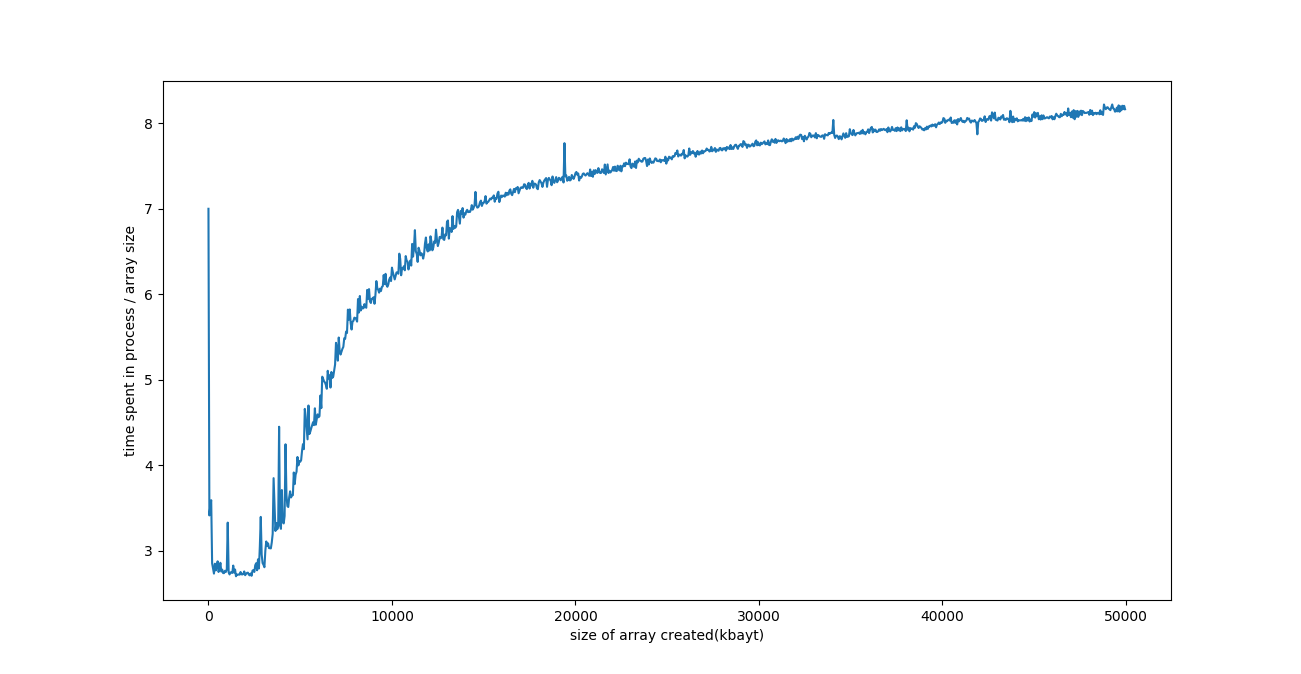 8
7
6
5
4
3
time spent in process / array size
0 10000 20000 30000 40000 50000
size of array created(kbayt)